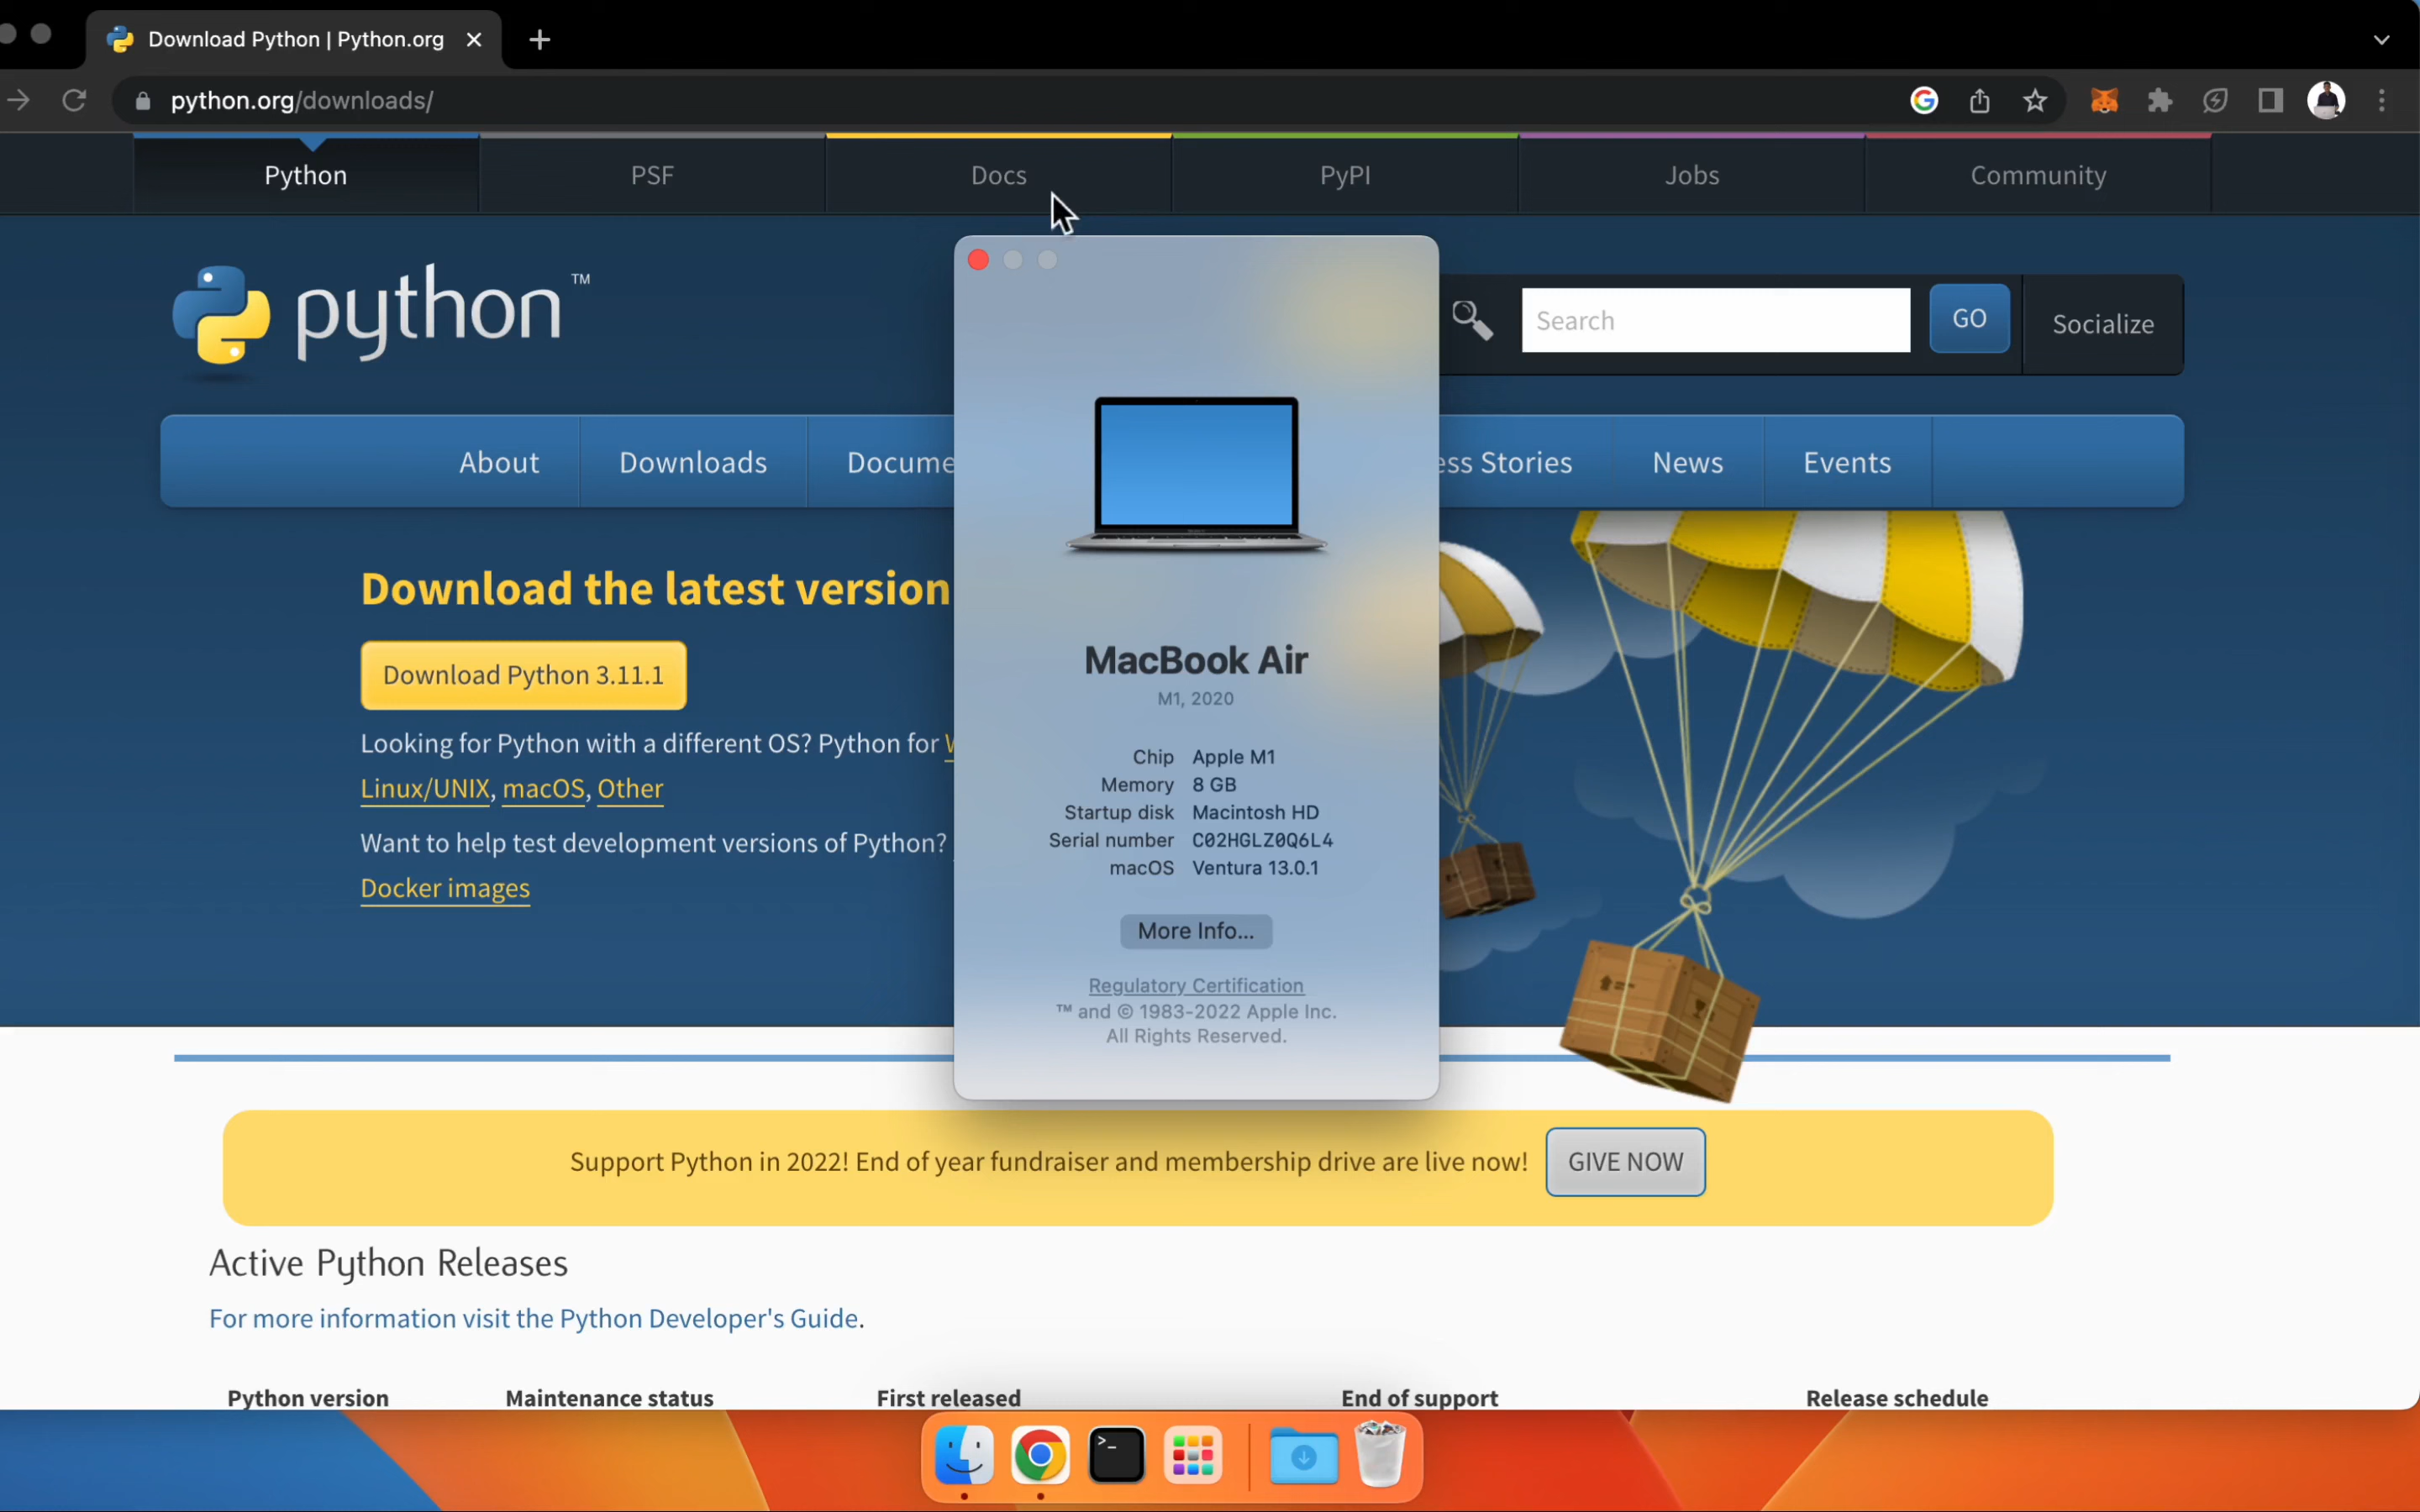 Download Python | Python.org
python.org/downloads/
Python
PSF
Docs
PyPI
Jobs
Community
python™
Search
GO
Socialize
About
Downloads
Docume
ess Stories
News
Events
Download the latest version
Download Python 3.11.1
Looking for Python with a different OS? Python for
Linux/UNIX, macOS, Other
Want to help test development versions of Python?
Docker images
MacBook Air
M1, 2020
Chip Apple M1
Memory 8 GB
Startup disk Macintosh HD
Serial number C02HGLZ0Q6L4
macOS Ventura 13.0.1
More Info...
Regulatory Certification
™ and © 1983-2022 Apple Inc.
All Rights Reserved.
Support Python in 2022! End of year fundraiser and membership drive are live now!
GIVE NOW
Active Python Releases
For more information visit the Python Developer's Guide.
Python version
Maintenance status
First released
End of support
Release schedule